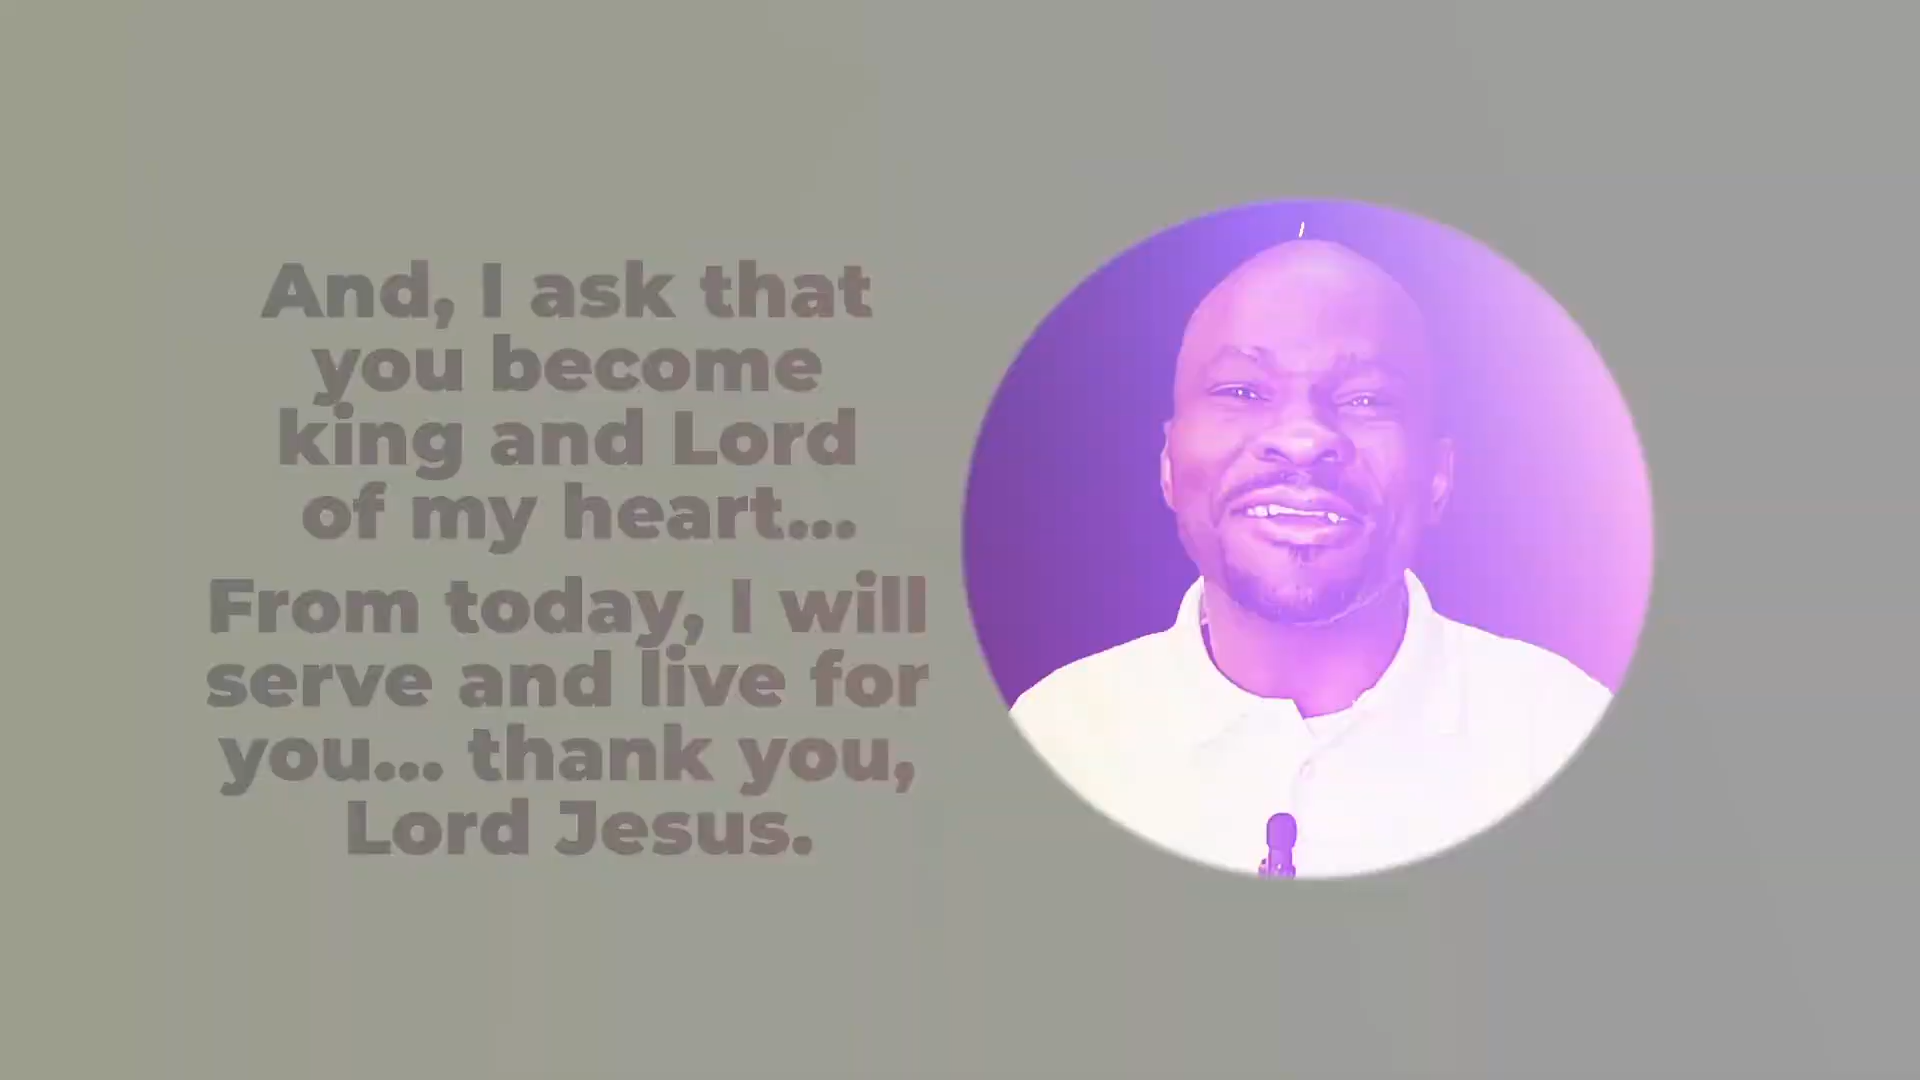 And, I ask that
you become
king and Lord
of my heart...
From today, I will
serve and live for
you... thank you,
Lord Jesus.